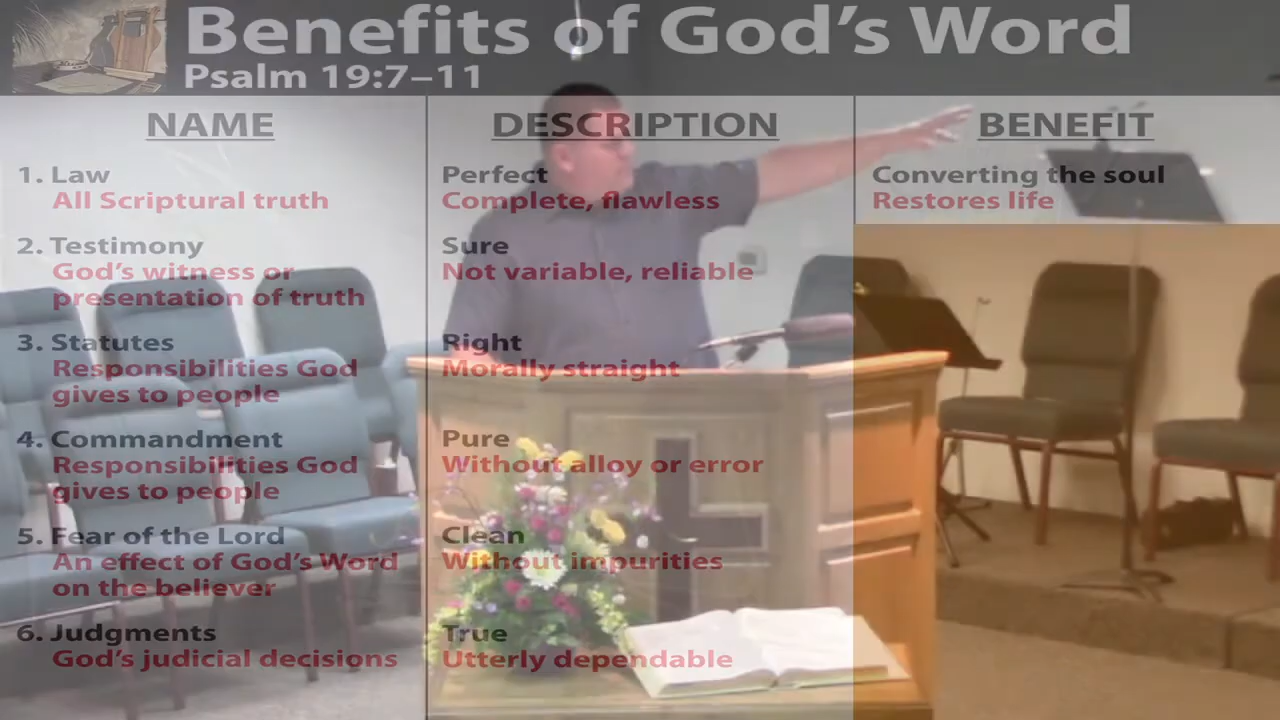 Benefits of God's Word
Psalm 19:7–11
NAME
DESCRIPTION
BENEFIT
1. Law
All Scriptural truth
Perfect
Complete, flawless
Converting the soul
Restores life
2. Testimony
God's witness or
presentation of truth
Sure
Not variable, reliable
3. Statutes
Responsibilities God
gives to people
Right
Morally straight
4. Commandment
Responsibilities God
gives to people
Pure
Without alloy or error
5. Fear of the Lord
An effect of God's Word
on the believer
Clean
Without impurities
6. Judgments
God's judicial decisions
True
Utterly dependable